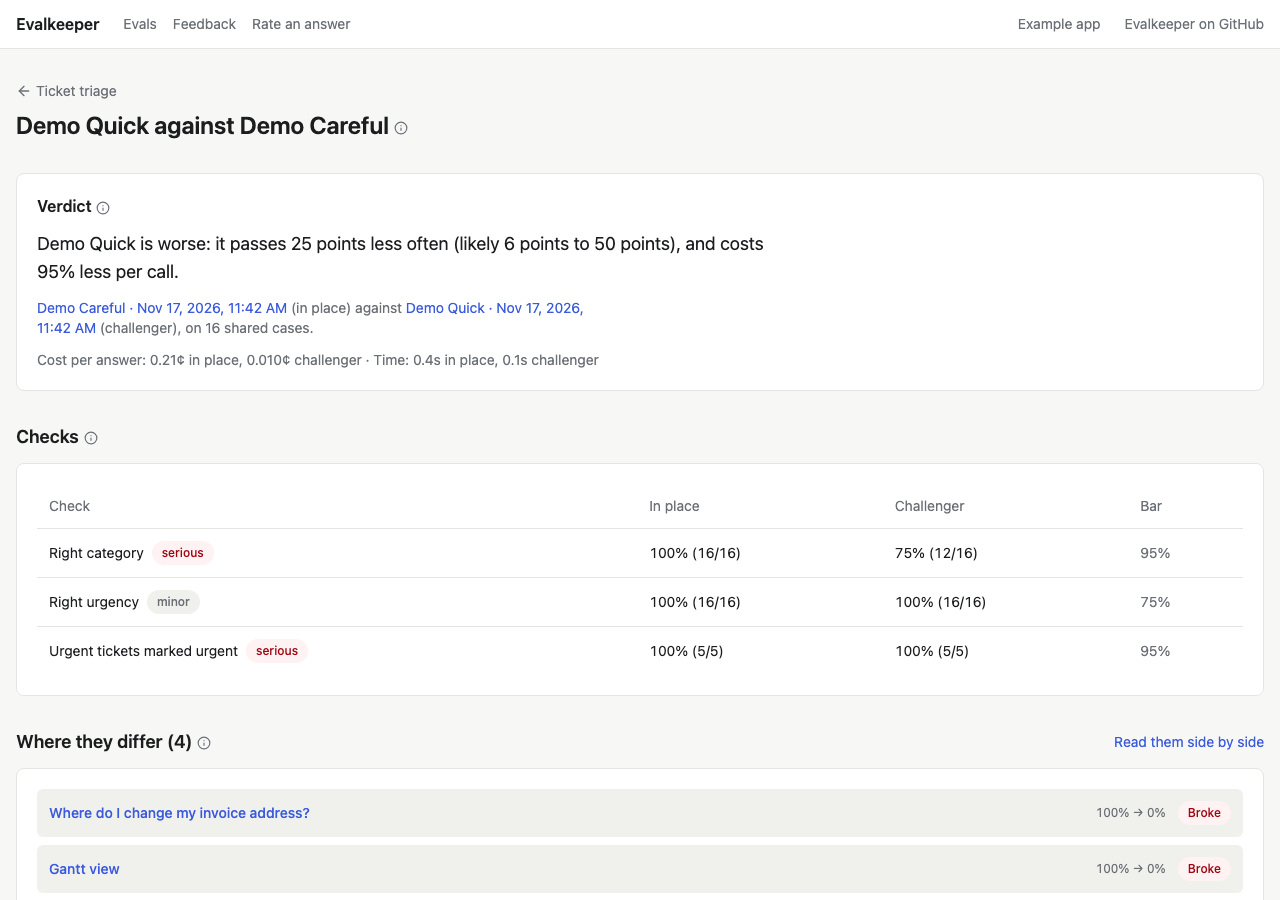 Evalkeeper Evals Feedback Rate an answer Example app Evalkeeper on GitHub
← Ticket triage
Demo Quick against Demo Careful
Verdict
Demo Quick is worse: it passes 25 points less often (likely 6 points to 50 points), and costs
95% less per call.
Demo Careful · Nov 17, 2026, 11:42 AM (in place) against Demo Quick · Nov 17, 2026,
11:42 AM (challenger), on 16 shared cases.
Cost per answer: 0.21¢ in place, 0.010¢ challenger · Time: 0.4s in place, 0.1s challenger
Checks
Check In place Challenger Bar
Right category serious 100% (16/16) 75% (12/16) 95%
Right urgency minor 100% (16/16) 100% (16/16) 75%
Urgent tickets marked urgent serious 100% (5/5) 100% (5/5) 95%
Where they differ (4) Read them side by side
Where do I change my invoice address? 100% → 0% Broke
Gantt view 100% → 0% Broke